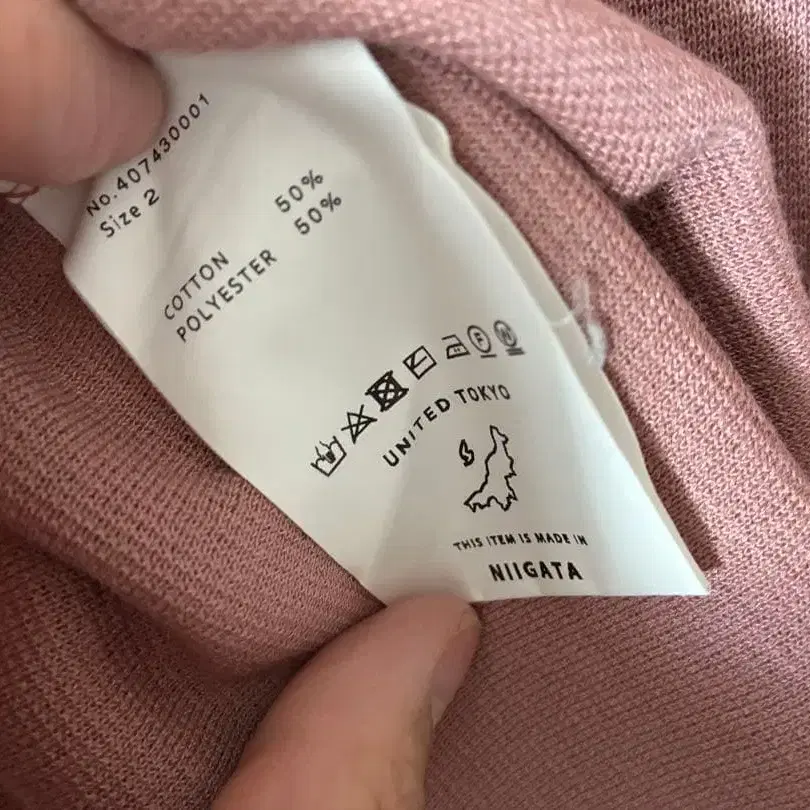 No.407430001
Size 2
COTTON 50%
POLYESTER 50%
F W
UNITED TOKYO
THIS ITEM IS MADE IN
NIIGATA